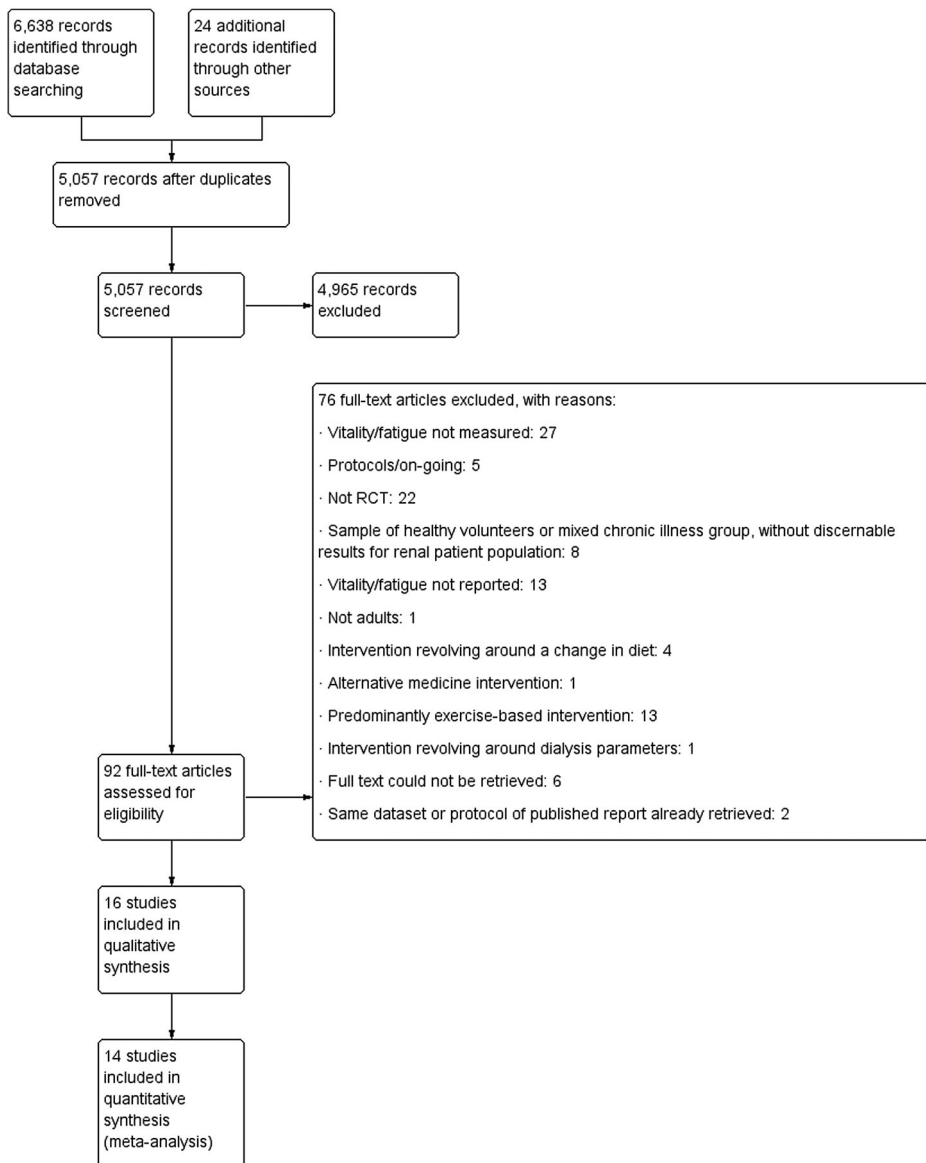 6,638 records
identified through
database
searching
24 additional
records identified
through other
sources
5,057 records after duplicates
removed
5,057 records
screened
4,965 records
excluded
76 full-text articles excluded, with reasons:
· Vitality/fatigue not measured: 27
· Protocols/on-going: 5
· Not RCT: 22
· Sample of healthy volunteers or mixed chronic illness group, without discernable
results for renal patient population: 8
· Vitality/fatigue not reported: 13
· Not adults: 1
· Intervention revolving around a change in diet: 4
· Alternative medicine intervention: 1
· Predominantly exercise-based intervention: 13
· Intervention revolving around dialysis parameters: 1
· Full text could not be retrieved: 6
· Same dataset or protocol of published report already retrieved: 2
92 full-text articles
assessed for
eligibility
16 studies
included in
qualitative
synthesis
14 studies
included in
quantitative
synthesis
(meta-analysis)